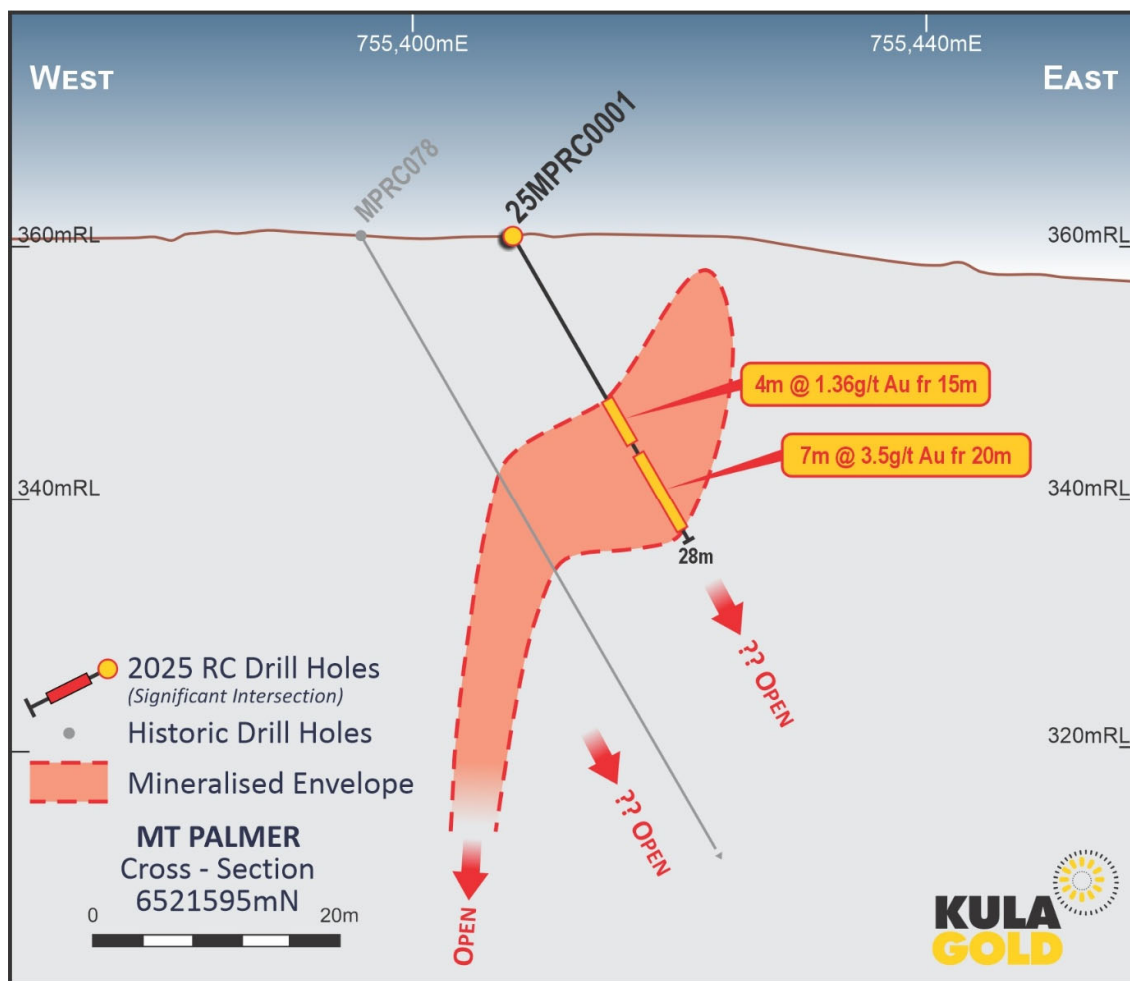 755,400mE
755,440mE
WEST
EAST
MPRC078
25MPRC0001
360mRL
360mRL
4m @ 1.36g/t Au fr 15m
7m @ 3.5g/t Au fr 20m
340mRL
340mRL
28m
?? OPEN
?? OPEN
OPEN
320mRL
2025 RC Drill Holes
(Significant Intersection)
Historic Drill Holes
Mineralised Envelope
MT PALMER
Cross - Section
6521595mN
0
20m
KULA
GOLD